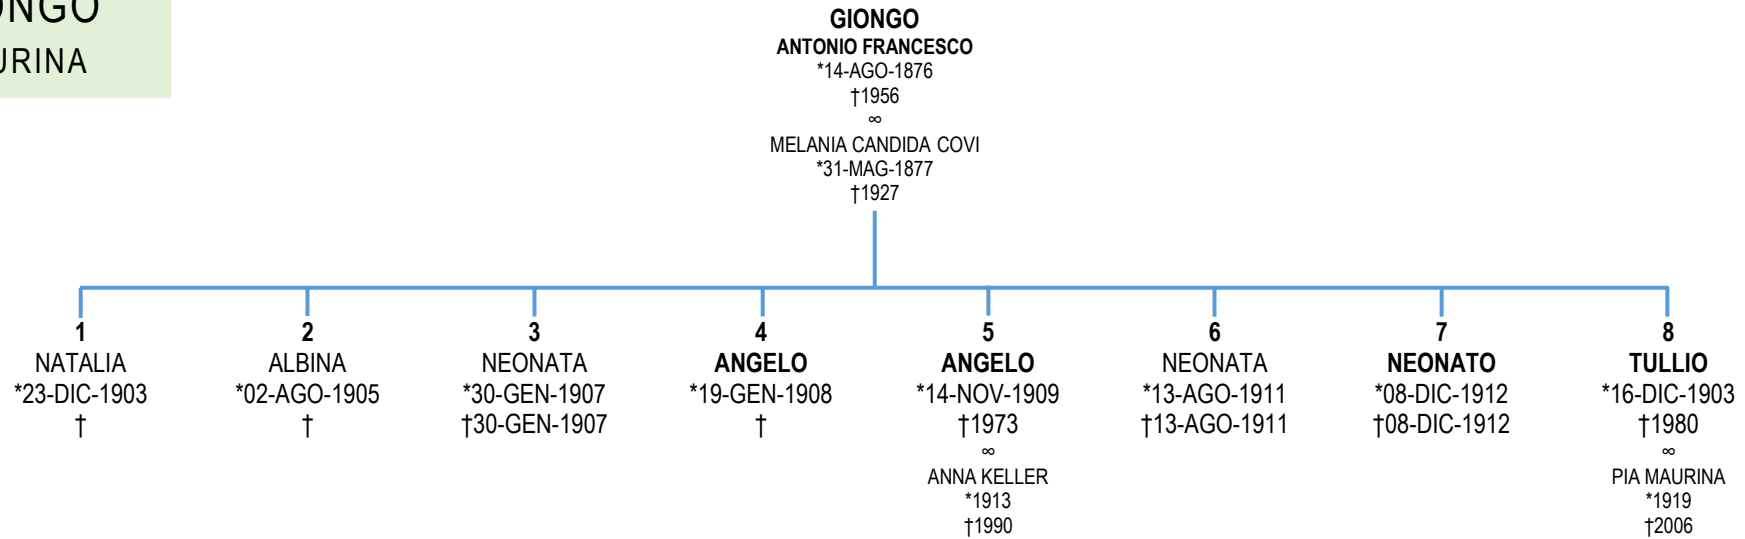 URINA
GIONGO
ANTONIO FRANCESCO
*14-AGO-1876
†1956
∞
MELANIA CANDIDA COVI
*31-MAG-1877
†1927
1
NATALIA
*23-DIC-1903
†
2
ALBINA
*02-AGO-1905
†
3
NEONATA
*30-GEN-1907
†30-GEN-1907
4
ANGELO
*19-GEN-1908
†
5
ANGELO
*14-NOV-1909
†1973
∞
ANNA KELLER
*1913
†1990
6
NEONATA
*13-AGO-1911
†13-AGO-1911
7
NEONATO
*08-DIC-1912
†08-DIC-1912
8
TULLIO
*16-DIC-1903
†1980
∞
PIA MAURINA
*1919
†2006